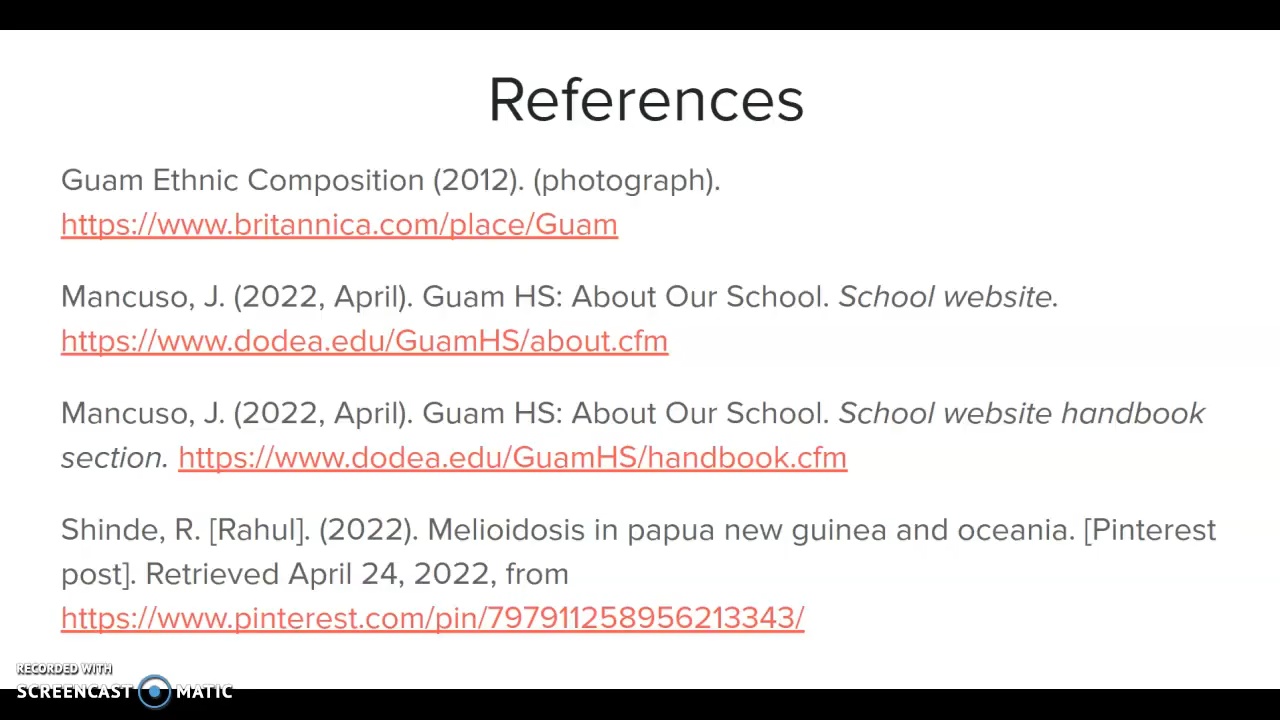 References
Guam Ethnic Composition (2012). (photograph).
https://www.britannica.com/place/Guam
Mancuso, J. (2022, April). Guam HS: About Our School. School website.
https://www.dodea.edu/GuamHS/about.cfm
Mancuso, J. (2022, April). Guam HS: About Our School. School website handbook
section. https://www.dodea.edu/GuamHS/handbook.cfm
Shinde, R. [Rahul]. (2022). Melioidosis in papua new guinea and oceania. [Pinterest
post]. Retrieved April 24, 2022, from
https://www.pinterest.com/pin/797911258956213343/
RECORDED WITH
SCREENCAST MATIC